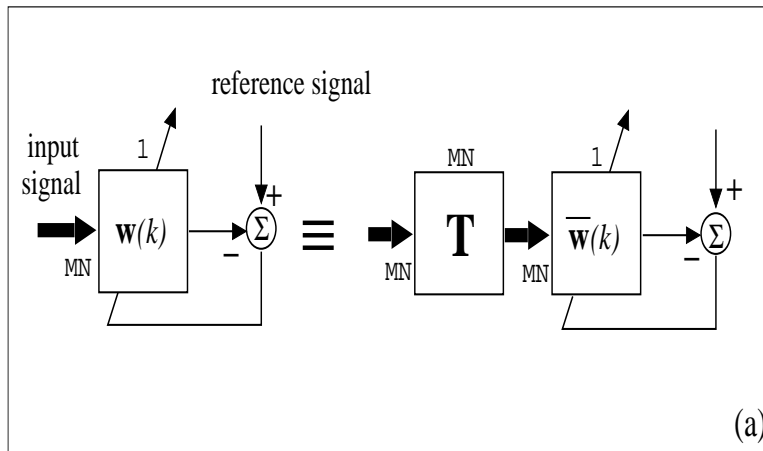 reference signal
input
signal
1
MN
w(k)
+
−
Σ
≡
MN
T
MN
1
MN
w̅(k)
+
−
Σ
(a)